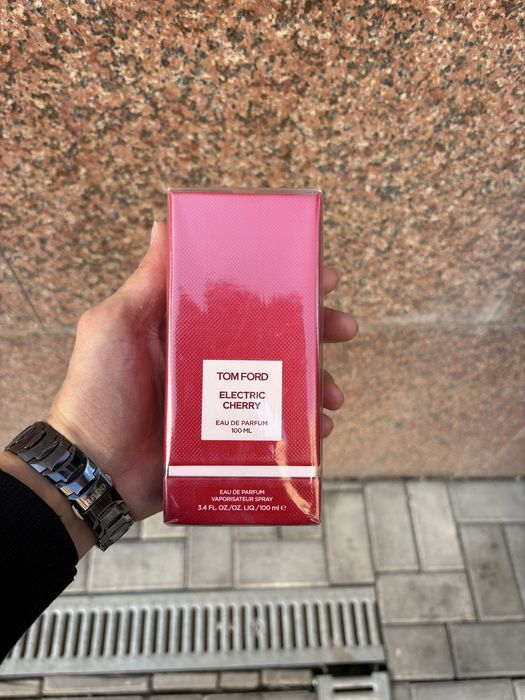 TOM FORD
ELECTRIC
CHERRY
EAU DE PARFUM
100 ML
EAU DE PARFUM
VAPORISATEUR SPRAY
3.4 FL. OZ./OZ. LIQ./100 ml ℮